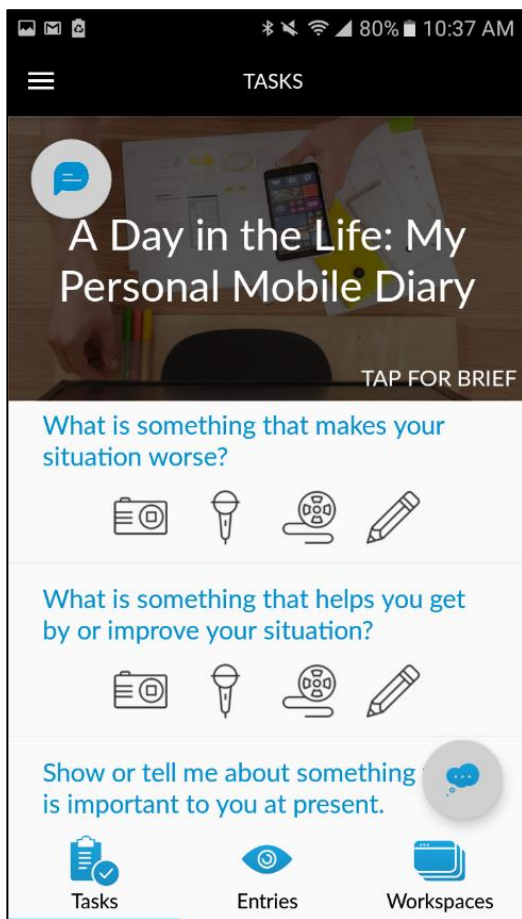 80% 10:37 AM
TASKS
A Day in the Life: My
Personal Mobile Diary
TAP FOR BRIEF
What is something that makes your
situation worse?
What is something that helps you get
by or improve your situation?
Show or tell me about something
is important to you at present.
Tasks Entries Workspaces